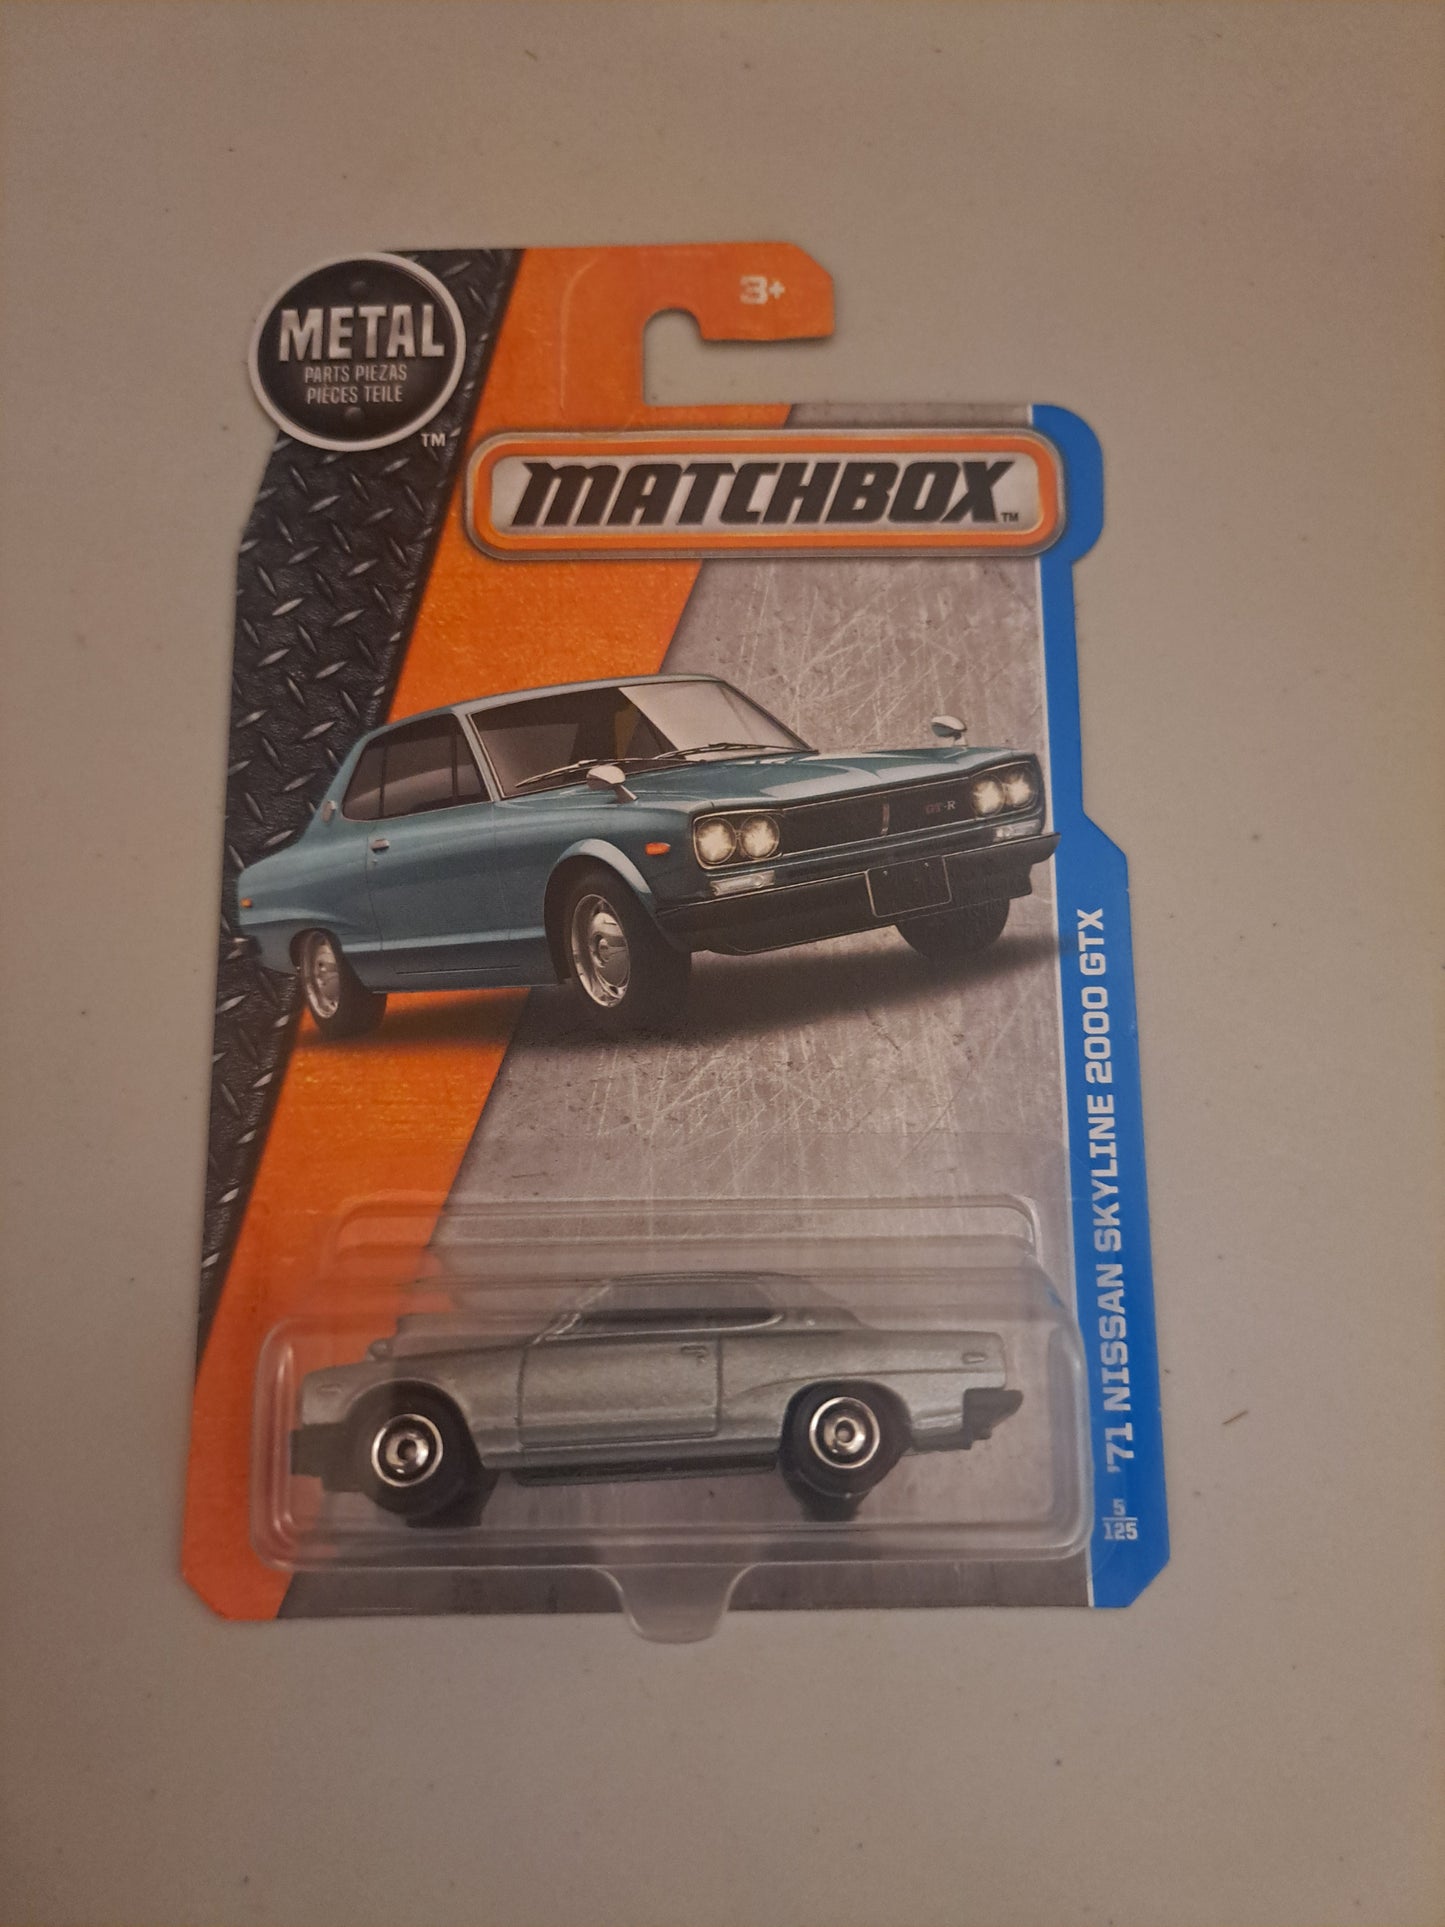 3+
METAL
PARTS PIEZAS
PIÈCES TEILE
TM
MATCHBOX TM
GT-R
'71 NISSAN SKYLINE 2000 GTX
5
125